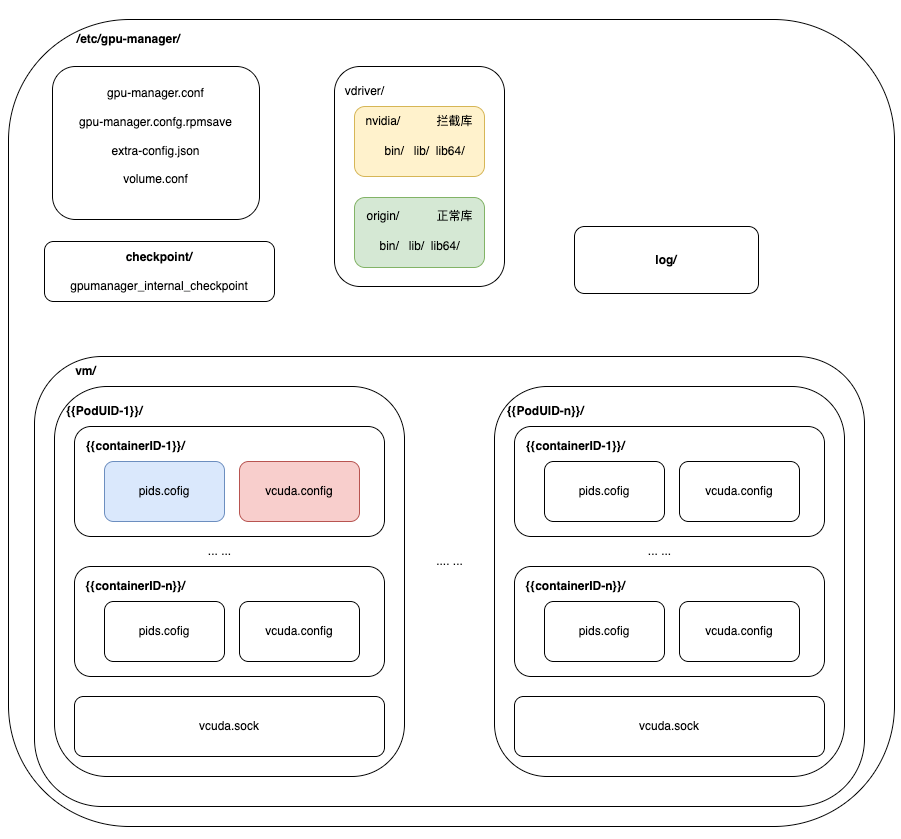 /etc/gpu-manager/
gpu-manager.conf
gpu-manager.confg.rpmsave
extra-config.json
volume.conf
checkpoint/
gpumanager_internal_checkpoint
vdriver/
nvidia/ 拦截库
bin/ lib/ lib64/
origin/ 正常库
bin/ lib/ lib64/
log/
vm/
{{PodUID-1}}/
{{containerID-1}}/
pids.cofig vcuda.config
... ...
{{containerID-n}}/
pids.cofig vcuda.config
vcuda.sock
.... ...
{{PodUID-n}}/
{{containerID-1}}/
pids.cofig vcuda.config
... ...
{{containerID-n}}/
pids.cofig vcuda.config
vcuda.sock